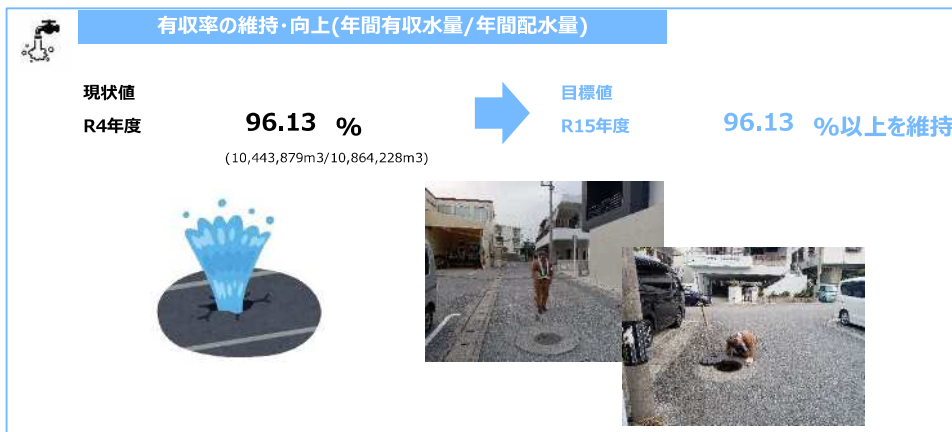 有収率の維持・向上(年間有収水量/年間配水量)
現状値
R4年度 96.13 %
(10,443,879m3/10,864,228m3)
目標値
R15年度 96.13 %以上を維持